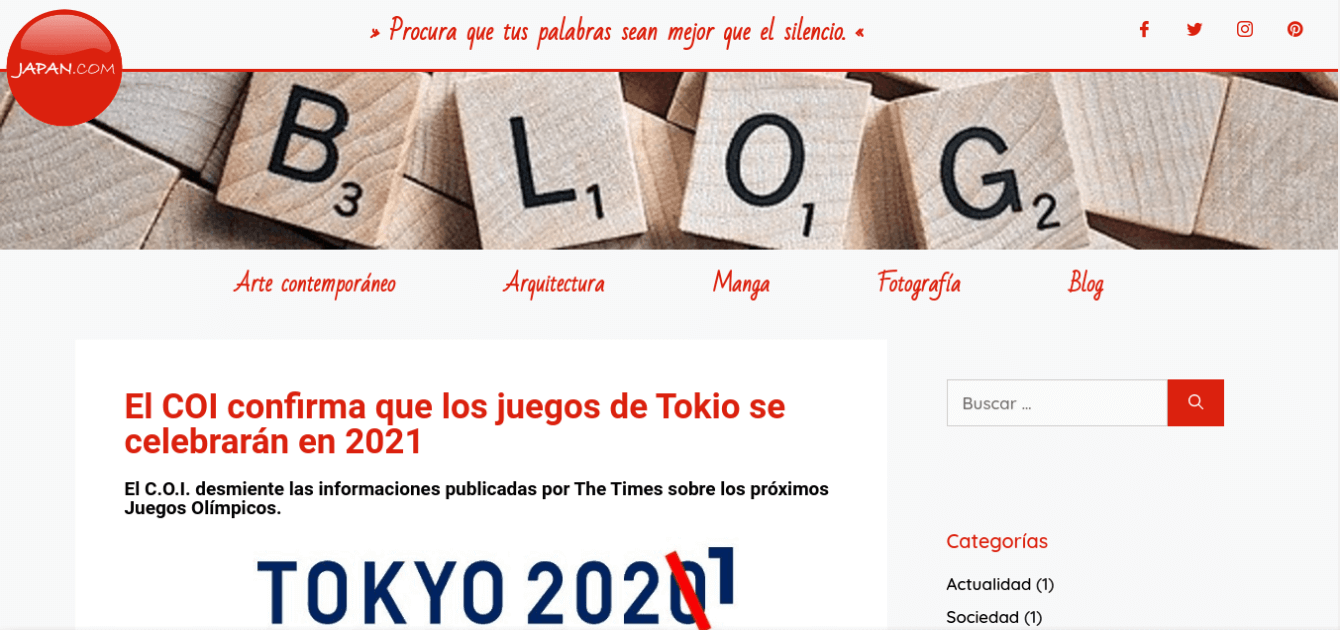 » Procura que tus palabras sean mejor que el silencio. «
JAPAN.COM
B3 L1 O1 G2
Arte contemporáneo Arquitectura Manga Fotografía Blog
El COI confirma que los juegos de Tokio se
celebrarán en 2021
El C.O.I. desmiente las informaciones publicadas por The Times sobre los próximos
Juegos Olímpicos.
TOKYO 20201
Buscar ...
Categorías
Actualidad (1)
Sociedad (1)